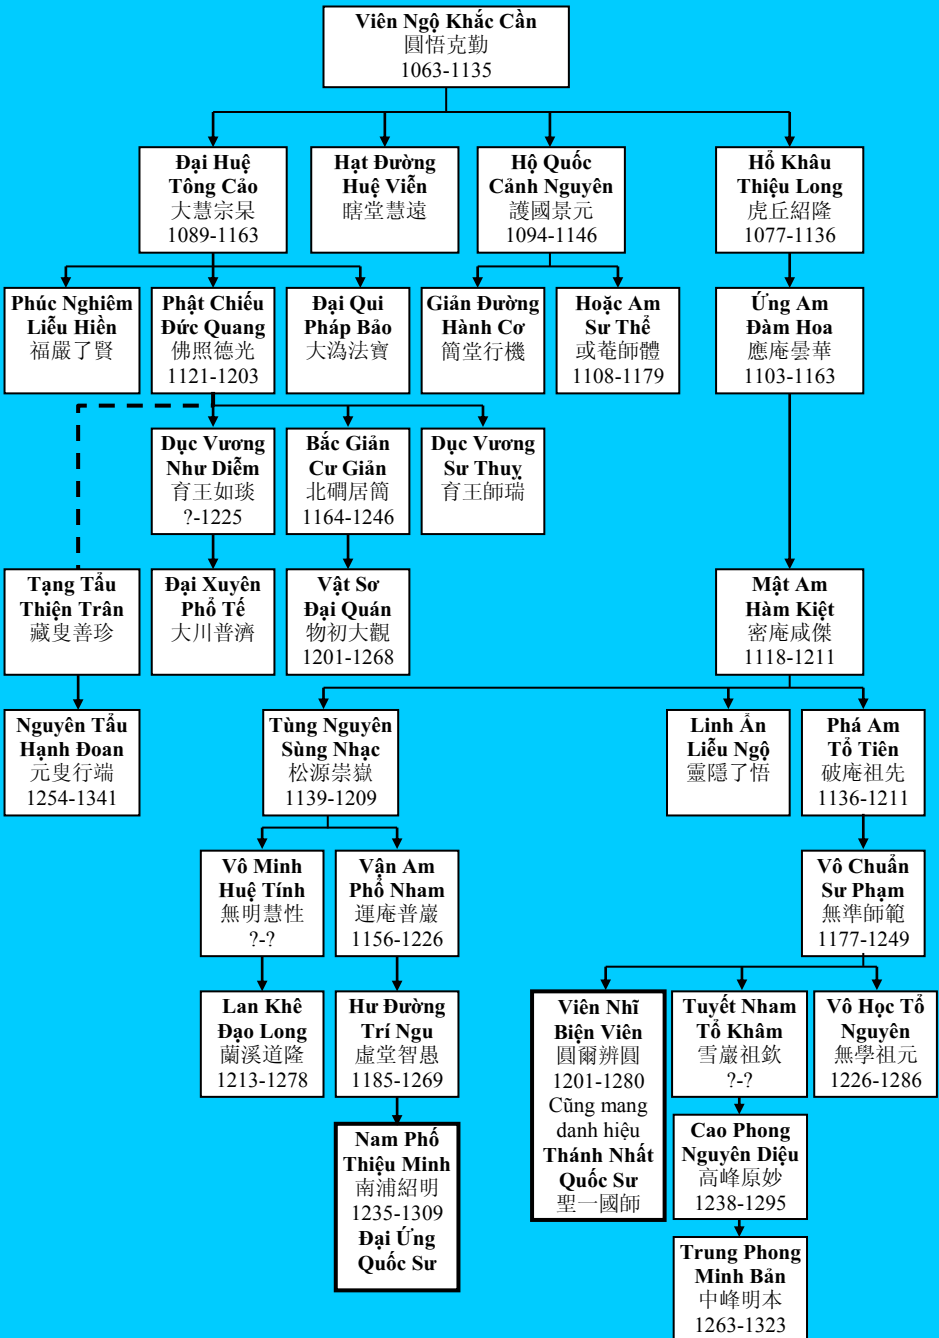 Viên Ngộ Khắc Cần
圓悟克勤
1063-1135
Đại Huệ
Tông Cảo
大慧宗杲
1089-1163
Hạt Đường
Huệ Viễn
瞎堂慧遠
Hộ Quốc
Cảnh Nguyên
護國景元
1094-1146
Hổ Khâu
Thiệu Long
虎丘紹隆
1077-1136
Phúc Nghiêm
Liễu Hiền
福嚴了賢
Phật Chiếu
Đức Quang
佛照德光
1121-1203
Đại Qui
Pháp Bảo
大溈法寶
Giản Đường
Hành Cơ
簡堂行機
Hoặc Am
Sư Thể
或菴師體
1108-1179
Ứng Am
Đàm Hoa
應庵曇華
1103-1163
Dục Vương
Như Diễm
育王如琰
?-1225
Bắc Giản
Cư Giản
北磵居簡
1164-1246
Dục Vương
Sư Thuỵ
育王師瑞
Tạng Tẩu
Thiện Trân
藏叟善珍
Đại Xuyên
Phổ Tế
大川普濟
Vật Sơ
Đại Quán
物初大觀
1201-1268
Mật Am
Hàm Kiệt
密庵咸傑
1118-1211
Nguyên Tẩu
Hạnh Đoan
元叟行端
1254-1341
Tùng Nguyên
Sùng Nhạc
松源崇嶽
1139-1209
Linh Ẩn
Liễu Ngộ
靈隱了悟
Phá Am
Tổ Tiên
破庵祖先
1136-1211
Vô Minh
Huệ Tính
無明慧性
?-?
Vận Am
Phổ Nham
運庵普巖
1156-1226
Vô Chuẩn
Sư Phạm
無準師範
1177-1249
Lan Khê
Đạo Long
蘭溪道隆
1213-1278
Hư Đường
Trí Ngu
虛堂智愚
1185-1269
Viên Nhĩ
Biện Viên
圓爾辨圓
1201-1280
Cũng mang
danh hiệu
Thánh Nhất
Quốc Sư
聖一國師
Tuyết Nham
Tổ Khâm
雪巖祖欽
?-?
Vô Học Tổ
Nguyên
無學祖元
1226-1286
Nam Phố
Thiệu Minh
南浦紹明
1235-1309
Đại Ứng
Quốc Sư
Cao Phong
Nguyên Diệu
高峰原妙
1238-1295
Trung Phong
Minh Bản
中峰明本
1263-1323